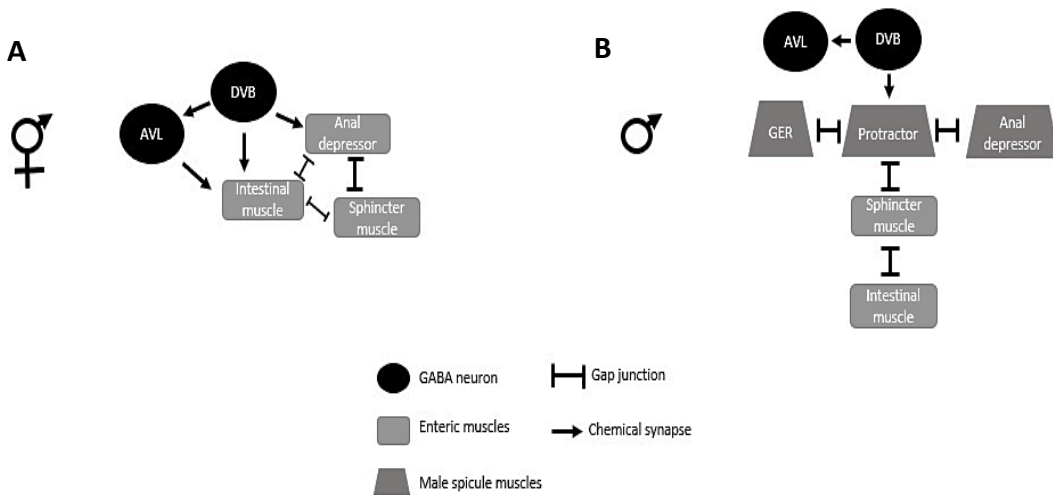 A
DVB
AVL
Anal
depressor
Intestinal
muscle
Sphincter
muscle
B
AVL
DVB
GER
Protractor
Anal
depressor
Sphincter
muscle
Intestinal
muscle
GABA neuron
Gap junction
Enteric muscles
Chemical synapse
Male spicule muscles